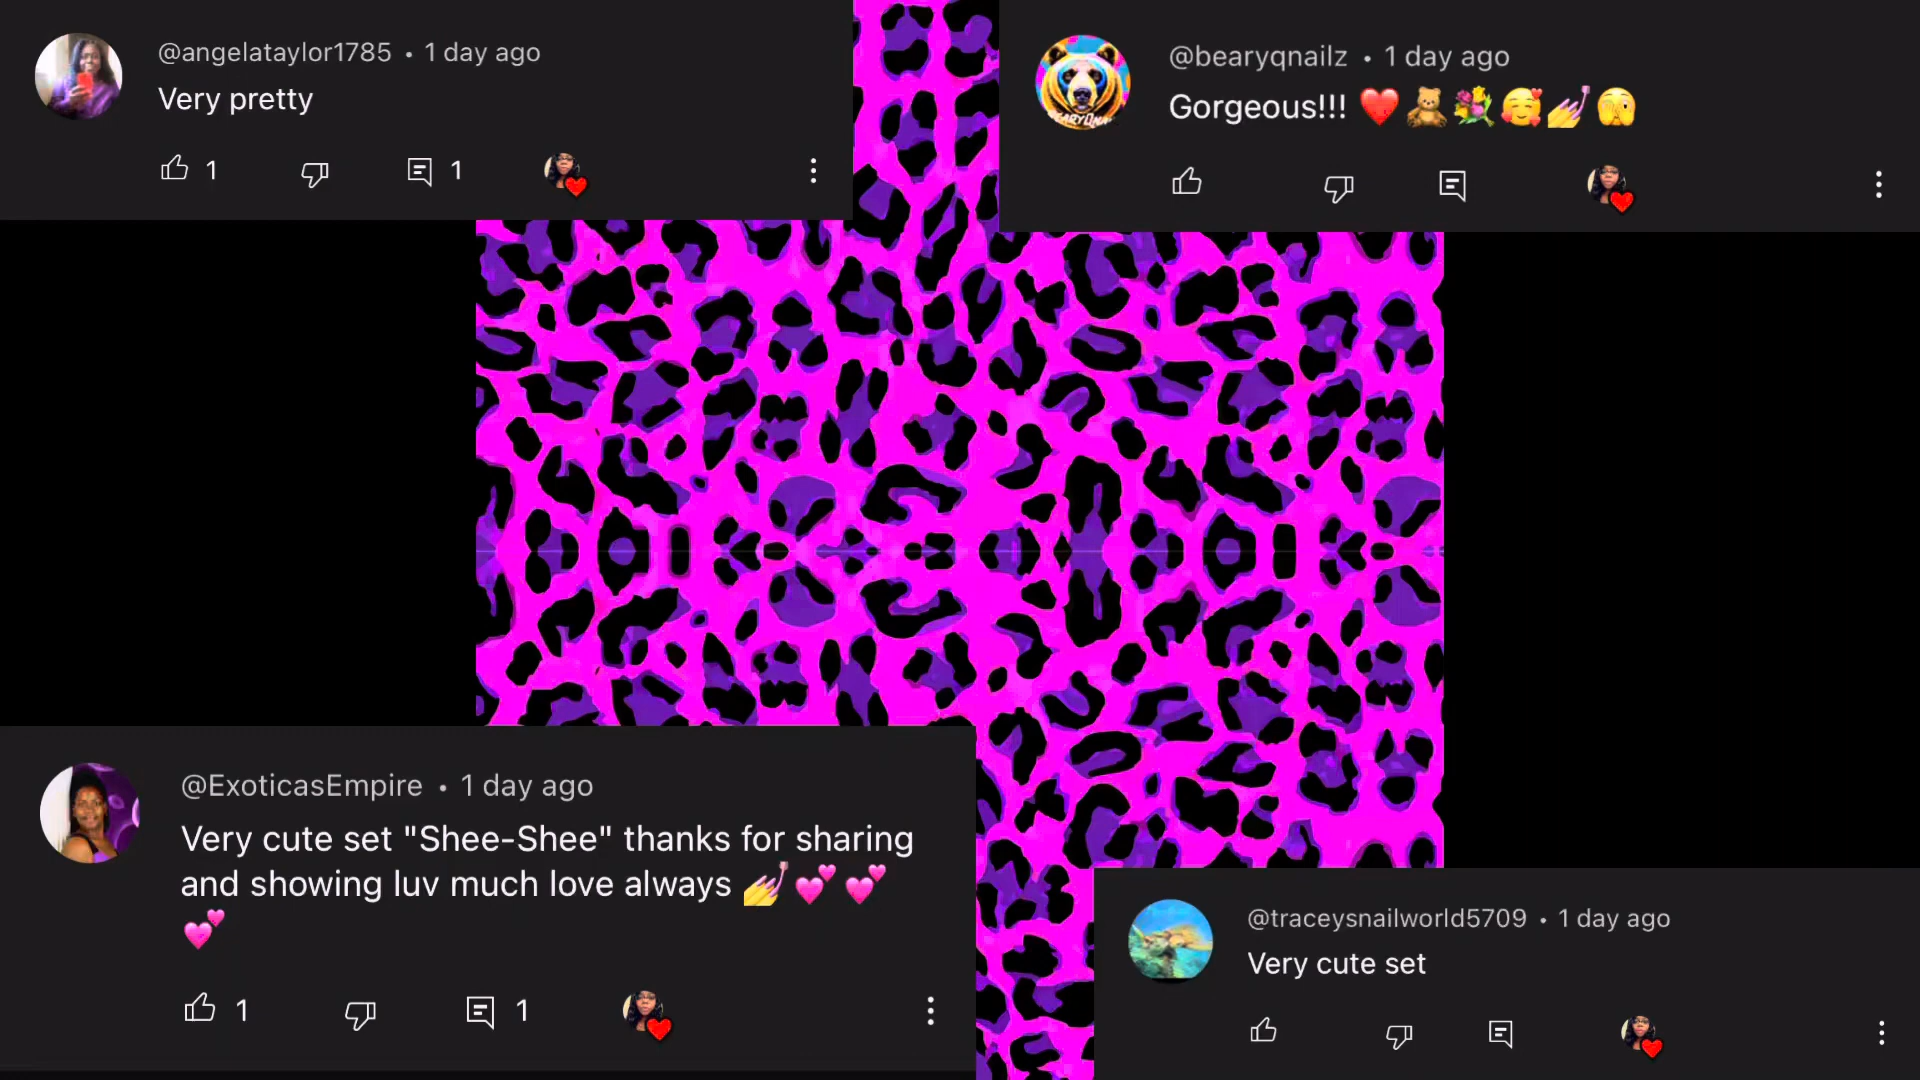 @angelataylor1785 • 1 day ago
Very pretty
1
1
@bearyqnailz • 1 day ago
Gorgeous!!! ❤️🧸💐🥰💅🫣
@ExoticasEmpire • 1 day ago
Very cute set "Shee-Shee" thanks for sharing
and showing luv much love always 💅💕💕
💕
1
1
@traceysnailworld5709 • 1 day ago
Very cute set